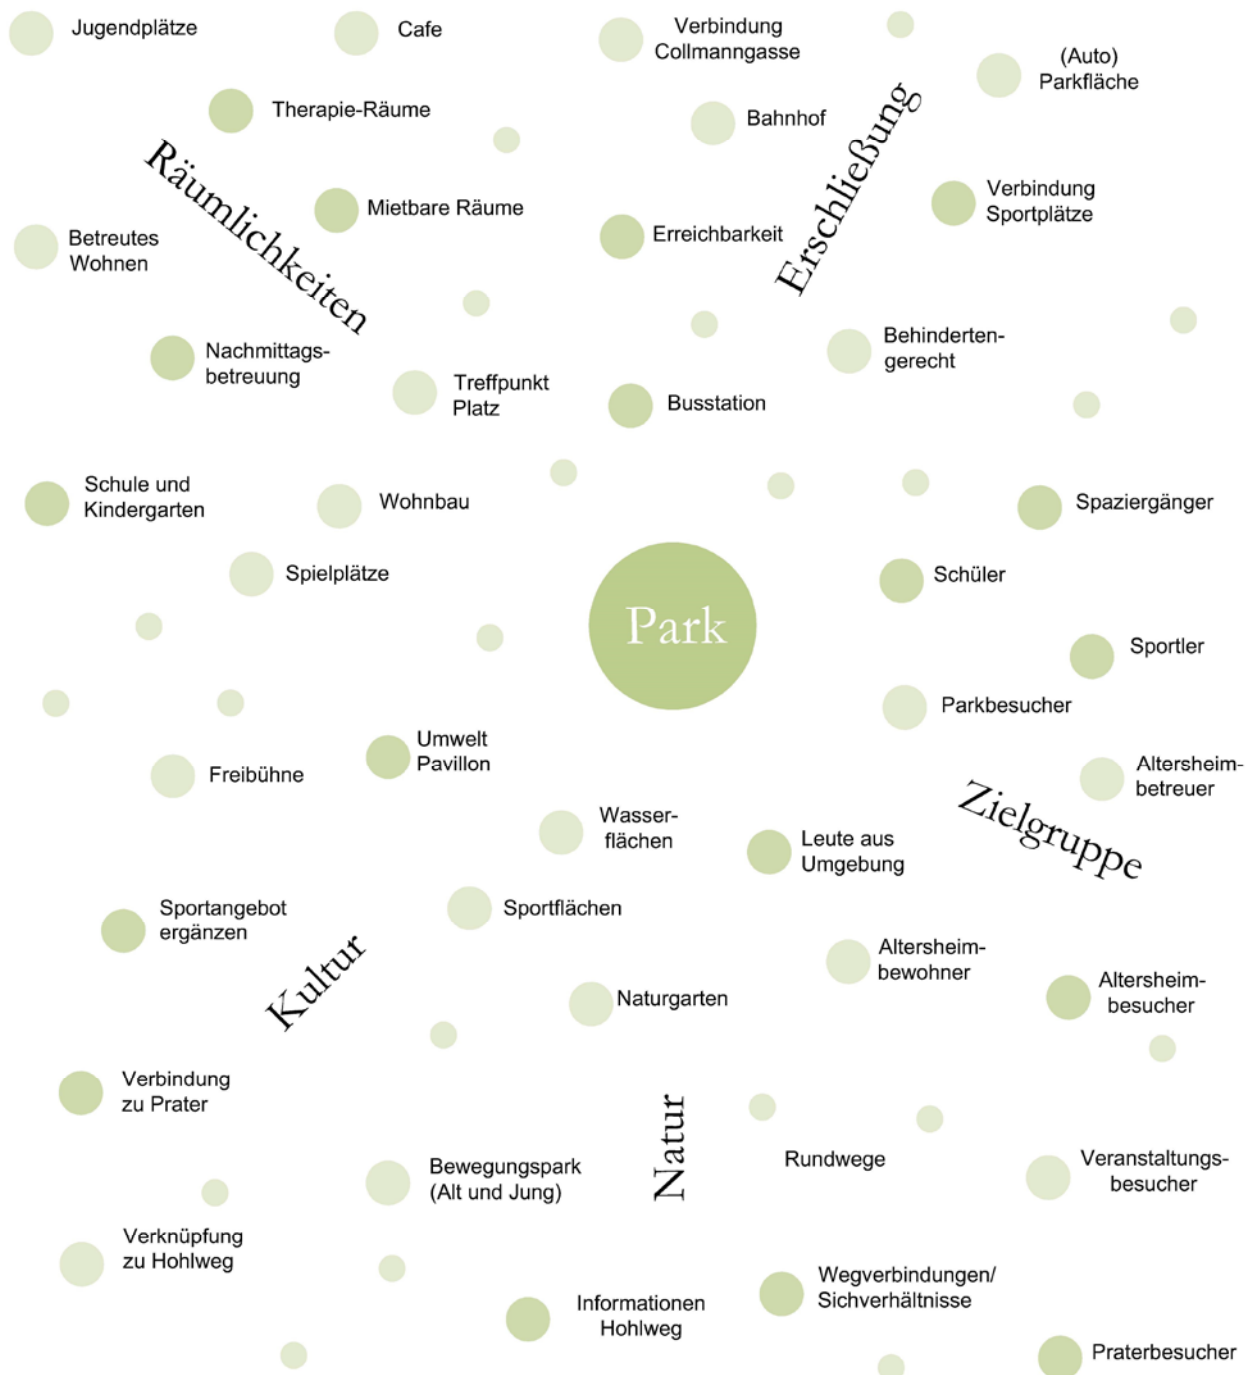 Jugendplätze
Cafe
Verbindung
Collmanngasse
(Auto)
Parkfläche
Therapie-Räume
Bahnhof
Räumlichkeiten
Erschließung
Mietbare Räume
Verbindung
Sportplätze
Betreutes
Wohnen
Erreichbarkeit
Nachmittags-
betreuung
Treffpunkt
Platz
Behinderten-
gerecht
Busstation
Schule und
Kindergarten
Wohnbau
Spaziergänger
Spielplätze
Schüler
Park
Sportler
Parkbesucher
Umwelt
Pavillon
Freibühne
Altersheim-
betreuer
Zielgruppe
Wasser-
flächen
Leute aus
Umgebung
Sportangebot
ergänzen
Sportflächen
Kultur
Altersheim-
bewohner
Naturgarten
Altersheim-
besucher
Verbindung
zu Prater
Natur
Bewegungspark
(Alt und Jung)
Rundwege
Veranstaltungs-
besucher
Verknüpfung
zu Hohlweg
Informationen
Hohlweg
Wegverbindungen/
Sichverhältnisse
Praterbesucher